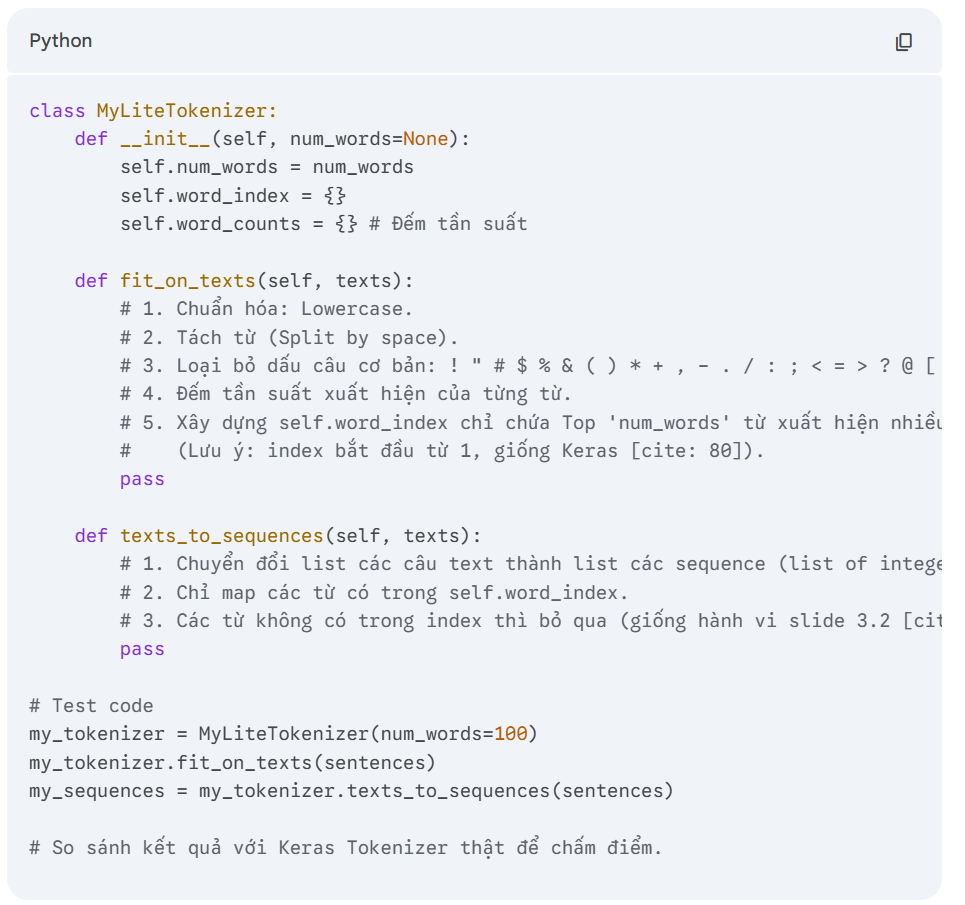 Python
class MyLiteTokenizer:
    def __init__(self, num_words=None):
        self.num_words = num_words
        self.word_index = {}
        self.word_counts = {} # Đếm tần suất
    def fit_on_texts(self, texts):
        # 1. Chuẩn hóa: Lowercase.
        # 2. Tách từ (Split by space).
        # 3. Loại bỏ dấu câu cơ bản: ! " # $ % & ( ) * + , - . / : ; < = > ? @ [
        # 4. Đếm tần suất xuất hiện của từng từ.
        # 5. Xây dựng self.word_index chỉ chứa Top 'num_words' từ xuất hiện nhiều
        #    (Lưu ý: index bắt đầu từ 1, giống Keras [cite: 80]).
        pass
    def texts_to_sequences(self, texts):
        # 1. Chuyển đổi list các câu text thành list các sequence (list of intege
        # 2. Chỉ map các từ có trong self.word_index.
        # 3. Các từ không có trong index thì bỏ qua (giống hành vi slide 3.2 [cit
        pass
# Test code
my_tokenizer = MyLiteTokenizer(num_words=100)
my_tokenizer.fit_on_texts(sentences)
my_sequences = my_tokenizer.texts_to_sequences(sentences)
# So sánh kết quả với Keras Tokenizer thật để chấm điểm.